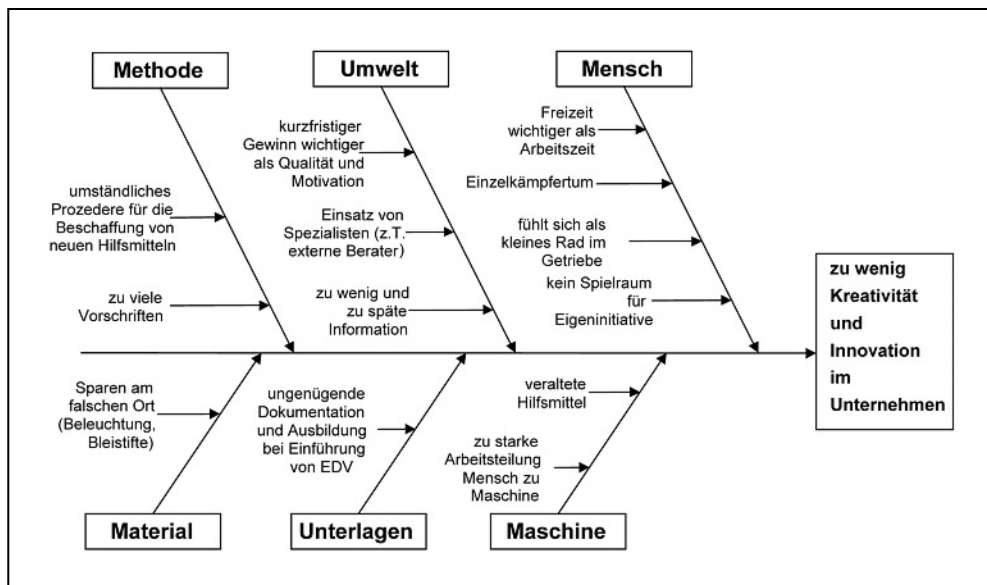 Methode
Umwelt
Mensch
umständliches
Prozedere für die
Beschaffung von
neuen Hilfsmitteln
zu viele
Vorschriften
kurzfristiger
Gewinn wichtiger
als Qualität und
Motivation
Einsatz von
Spezialisten (z.T.
externe Berater)
zu wenig und
zu späte
Information
Freizeit
wichtiger als
Arbeitszeit
Einzelkämpfertum
fühlt sich als
kleines Rad im
Getriebe
kein Spielraum
für
Eigeninitiative
zu wenig
Kreativität
und
Innovation
im
Unternehmen
Sparen am
falschen Ort
(Beleuchtung,
Bleistifte)
ungenügende
Dokumentation
und Ausbildung
bei Einführung
von EDV
veraltete
Hilfsmittel
zu starke
Arbeitsteilung
Mensch zu
Maschine
Material
Unterlagen
Maschine